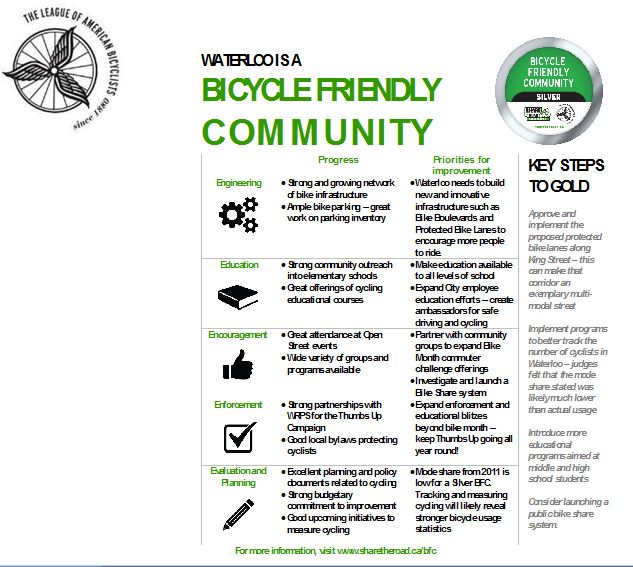 THE LEAGUE OF AMERICAN BICYCLISTS
since 1880
WATERLOO IS A
BICYCLE FRIENDLY
COMMUNITY
BICYCLE
FRIENDLY
COMMUNITY
SILVER
Progress
Priorities for
improvement
Engineering
• Strong and growing network
of bike infrastructure
• Ample bike parking – great
work on parking inventory
• Waterloo needs to build
new and innovative
infrastructure such as
Bike Boulevards and
Protected Bike Lanes to
encourage more people
to ride.
Education
• Strong community outreach
into elementary schools
• Great offerings of cycling
educational courses
• Make education available
to all levels of school
• Expand City employee
education efforts – create
ambassadors for safe
driving and cycling
Encouragement
• Great attendance at Open
Street events
• Wide variety of groups and
programs available
• Partner with community
groups to expand Bike
Month commuter
challenge offerings
• Investigate and launch a
Bike Share system
Enforcement
• Strong partnerships with
WRPS for the Thumbs Up
Campaign
• Good local bylaws protecting
cyclists
• Expand enforcement and
educational blitzes
beyond bike month –
keep Thumbs Up going all
year round!
Evaluation and
Planning
• Excellent planning and policy
documents related to cycling
• Strong budgetary
commitment to improvement
• Good upcoming initiatives to
measure cycling
• Mode share from 2011 is
low for a Silver BFC.
Tracking and measuring
cycling will likely reveal
stronger bicycle usage
statistics
KEY STEPS
TO GOLD
Approve and
implement the
proposed protected
bike lanes along
King Street – this
can make that
corridor an
exemplary multi-
modal street
Implement programs
to better track the
number of cyclists in
Waterloo – judges
felt that the mode
share stated was
likely much lower
than actual usage
Introduce more
educational
programs aimed at
middle and high
school students
Consider launching a
public bike share
system.
For more information, visit www.sharetheroad.ca/bfc